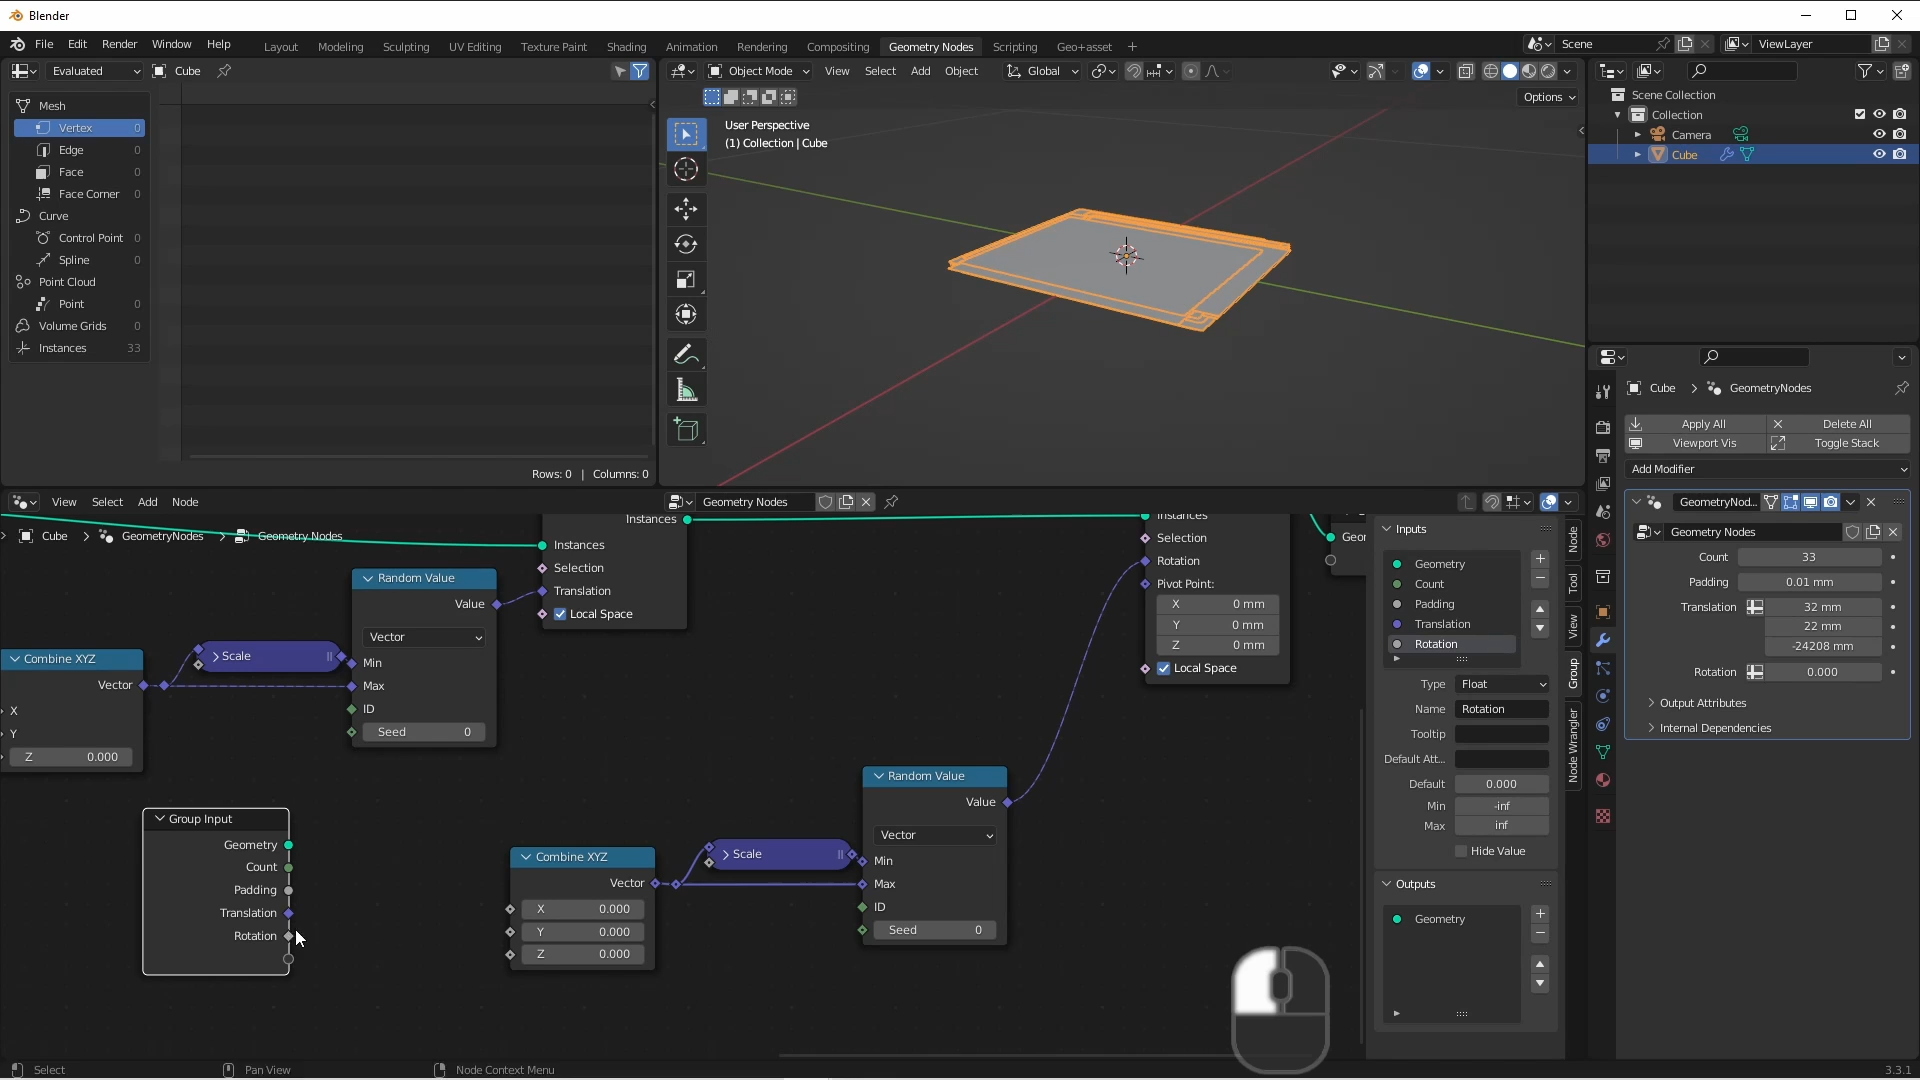 Blender
File Edit Render Window Help
Layout Modeling Sculpting UV Editing Texture Paint Shading Animation Rendering Compositing Geometry Nodes Scripting Geo+asset +
Scene
ViewLayer
Evaluated
Cube
Mesh
Vertex 0
Edge 0
Face 0
Face Corner 0
Curve
Control Point 0
Spline 0
Point Cloud
Point 0
Volume Grids 0
Instances 33
Rows: 0 | Columns: 0
Object Mode View Select Add Object Global
Options
User Perspective
(1) Collection | Cube
Scene Collection
Collection
Camera
Cube
Cube > GeometryNodes
Apply All
Delete All
Viewport Vis
Toggle Stack
Add Modifier
GeometryNod...
Geometry Nodes
Count 33
Padding 0.01 mm
Translation 32 mm
22 mm
-24208 mm
Rotation 0.000
Output Attributes
Internal Dependencies
View Select Add Node
Geometry Nodes
Cube > GeometryNodes > Geometry Nodes
Combine XYZ
Vector
X
Y
Z 0.000
Scale
Random Value
Value
Vector
Min
Max
ID
Seed 0
Instances
Instances
Selection
Translation
Local Space
Group Input
Geometry
Count
Padding
Translation
Rotation
Combine XYZ
Vector
X 0.000
Y 0.000
Z 0.000
Scale
Random Value
Value
Vector
Min
Max
ID
Seed 0
Instances
Selection
Rotation
Pivot Point:
X 0 mm
Y 0 mm
Z 0 mm
Local Space
Geor
Inputs
Geometry
Count
Padding
Translation
Rotation
Type Float
Name Rotation
Tooltip
Default Att...
Default 0.000
Min -inf
Max inf
Hide Value
Outputs
Geometry
Node
Tool
View
Group
Node Wrangler
Select
Pan View
Node Context Menu
3.3.1